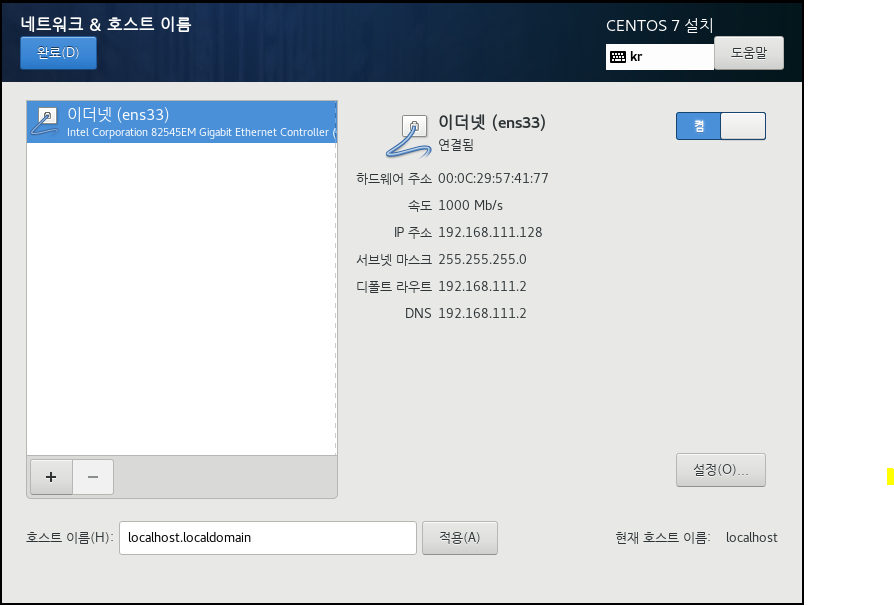 네트워크 & 호스트 이름
CENTOS 7 설치
완료(D)
kr
도움말
이더넷 (ens33)
Intel Corporation 82545EM Gigabit Ethernet Controller (
이더넷 (ens33)
연결됨
켬
하드웨어 주소 00:0C:29:57:41:77
속도 1000 Mb/s
IP 주소 192.168.111.128
서브넷 마스크 255.255.255.0
디폴트 라우트 192.168.111.2
DNS 192.168.111.2
+ −
설정(O)...
호스트 이름(H): localhost.localdomain 적용(A) 현재 호스트 이름: localhost